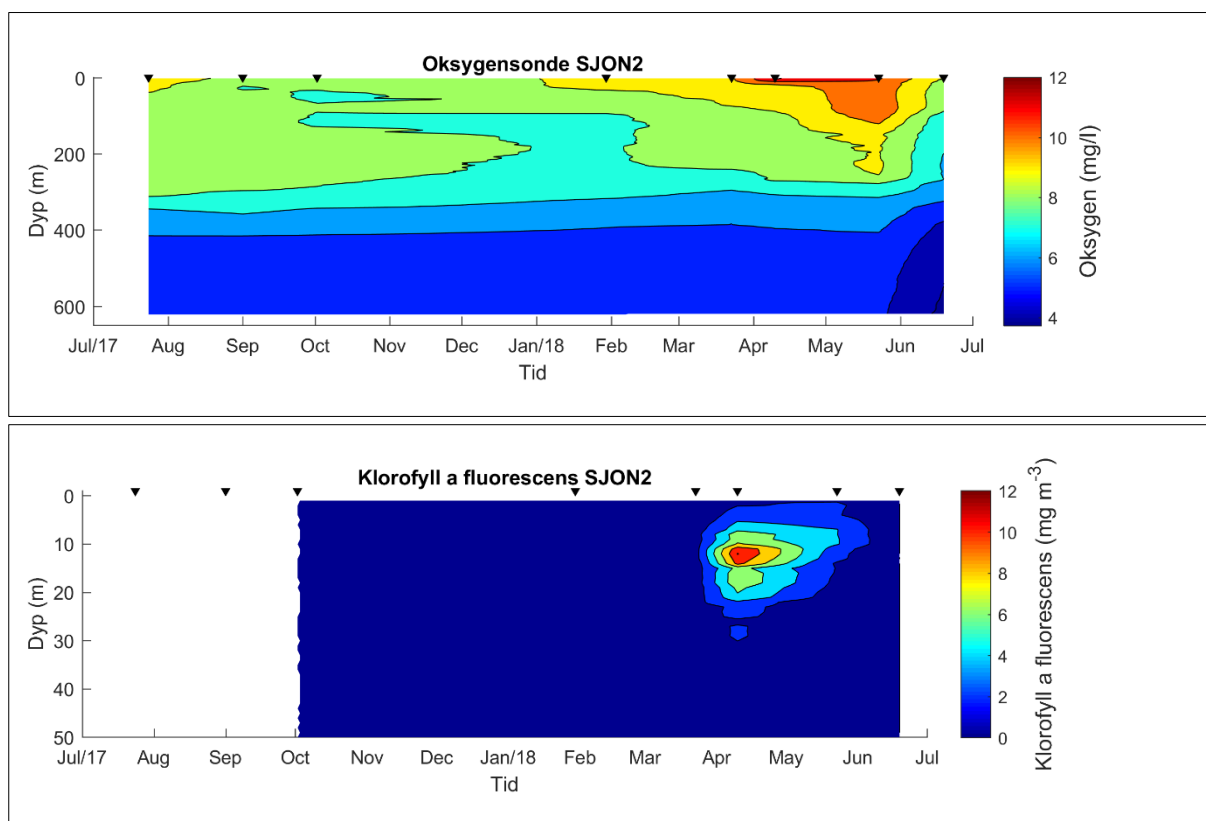 Oksygensonde SJON2
0
200
400
600
Dyp (m)
Jul/17 Aug Sep Oct Nov Dec Jan/18 Feb Mar Apr May Jun Jul
Tid
12
10
8
6
4
Oksygen (mg/l)
Klorofyll a fluorescens SJON2
0
10
20
30
40
50
Dyp (m)
Jul/17 Aug Sep Oct Nov Dec Jan/18 Feb Mar Apr May Jun Jul
Tid
12
10
8
6
4
2
0
Klorofyll a fluorescens (mg m⁻³)